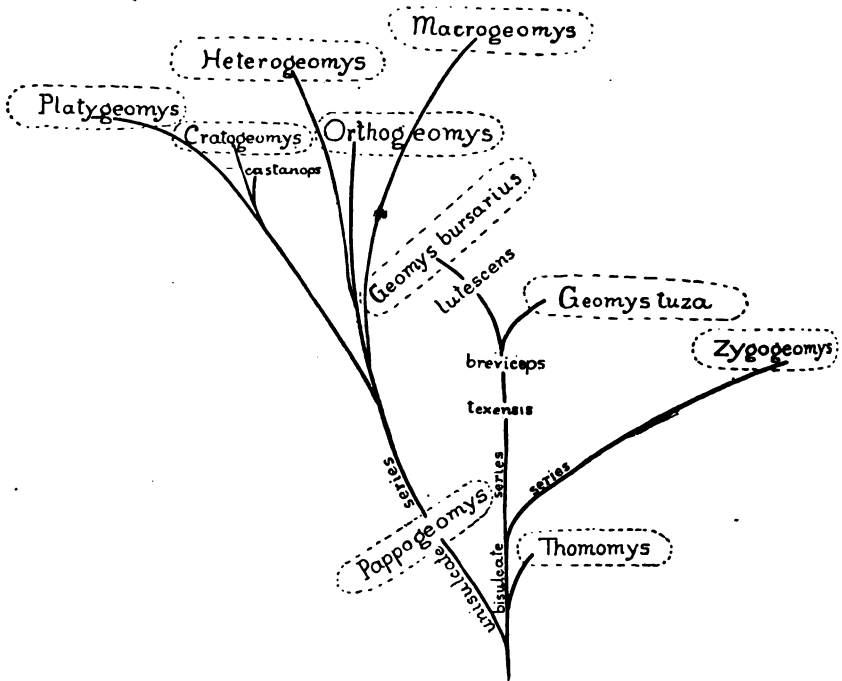 Macrogeomys
Heterogeomys
Platygeomys
Cratogeomys
Orthogeomys
castanops
Geomys bursarius
lutescens
Geomys tuza
Zygogeomys
breviceps
texensis
series
series
series
Pappogeomys
Thomomys
unisulcate
bisulcate